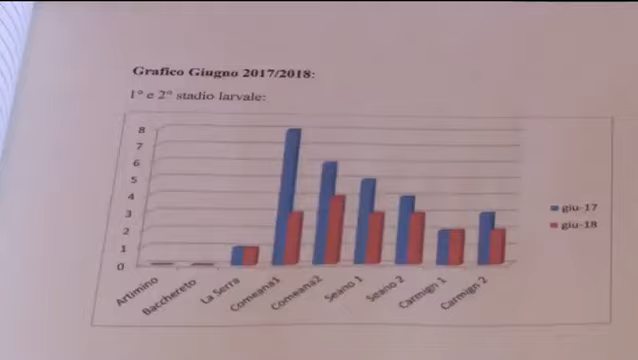 Grafico Giugno 2017/2018:
1° e 2° stadio larvale:
8
7
6
5
4
3
2
1
0
Artimino
Bacchereto
La Serra
Comeana1
Comeana2
Seano 1
Seano 2
Carmign 1
Carmign 2
giu-17
giu-18